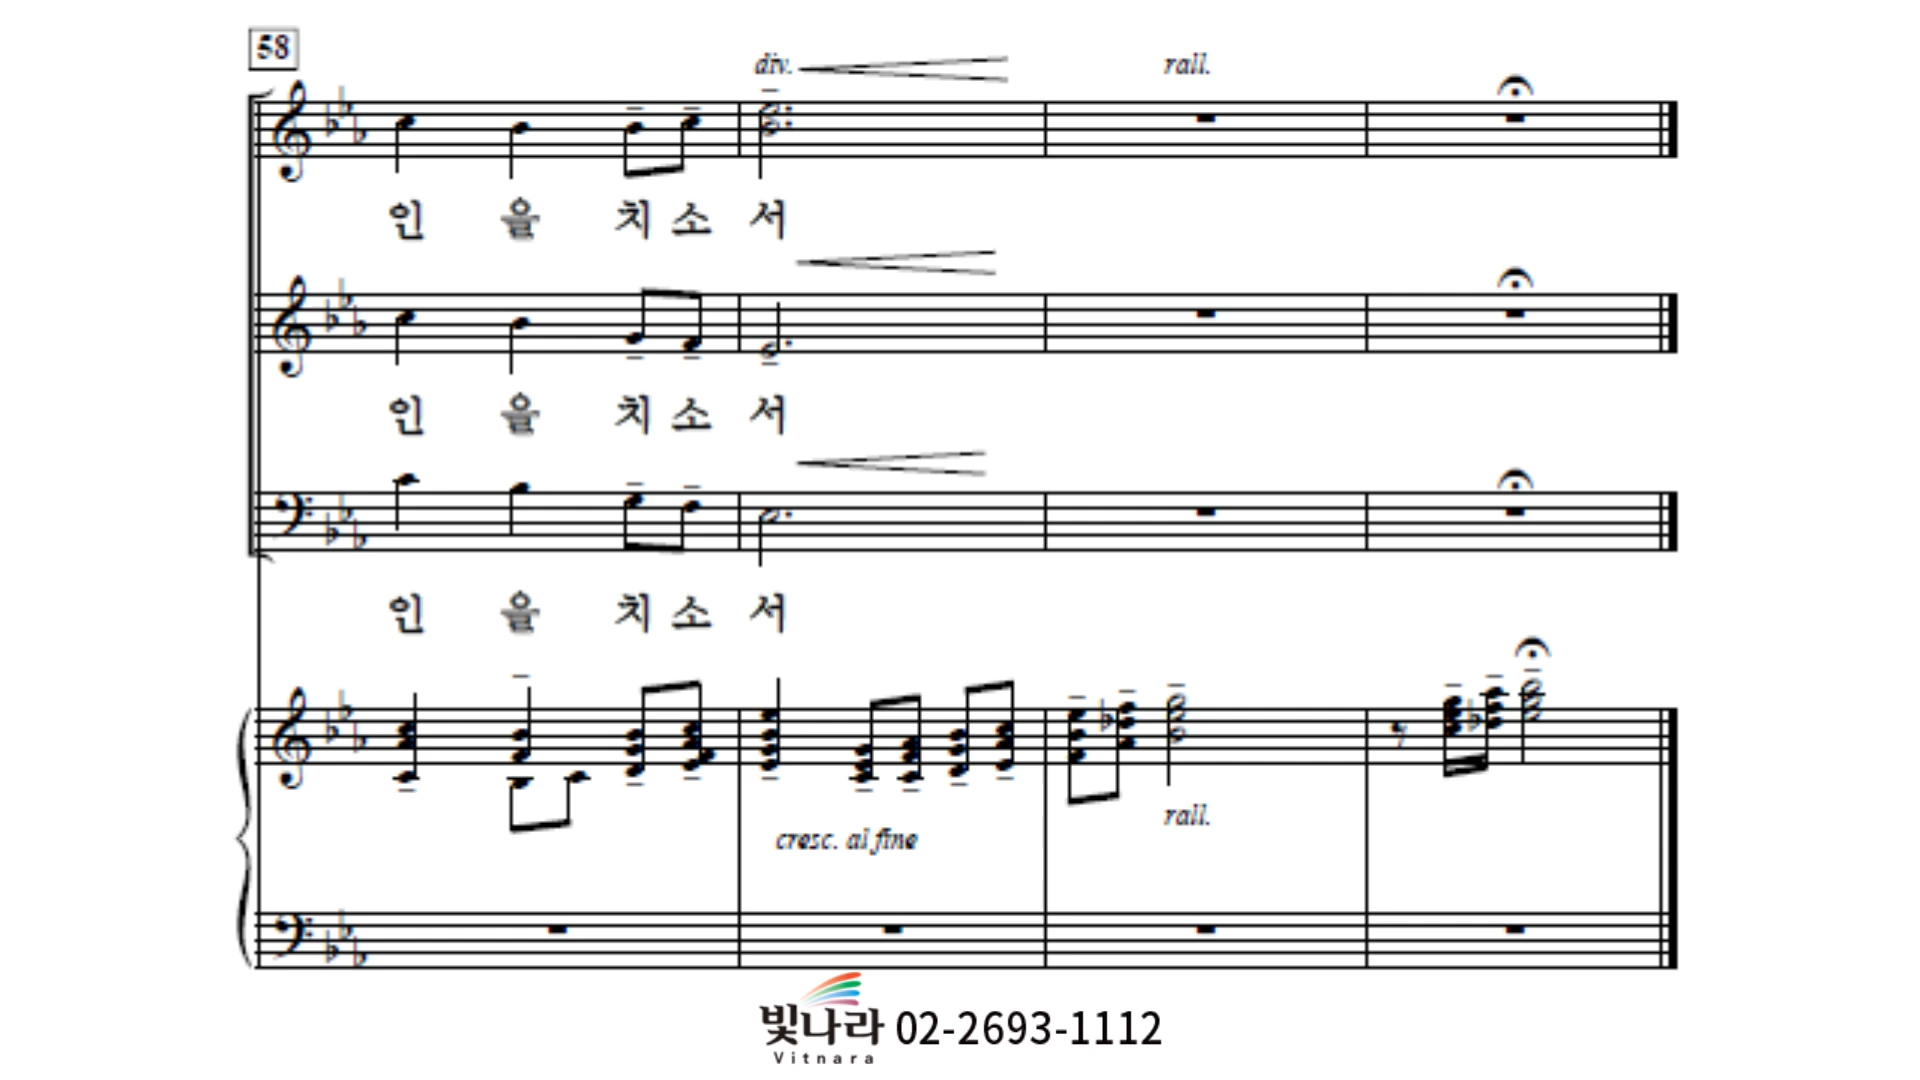 58
div.
rall.
인 을 치 소 서
인 을 치 소 서
인 을 치 소 서
rall.
cresc. al fine
빛나라 02-2693-1112
Vitnara